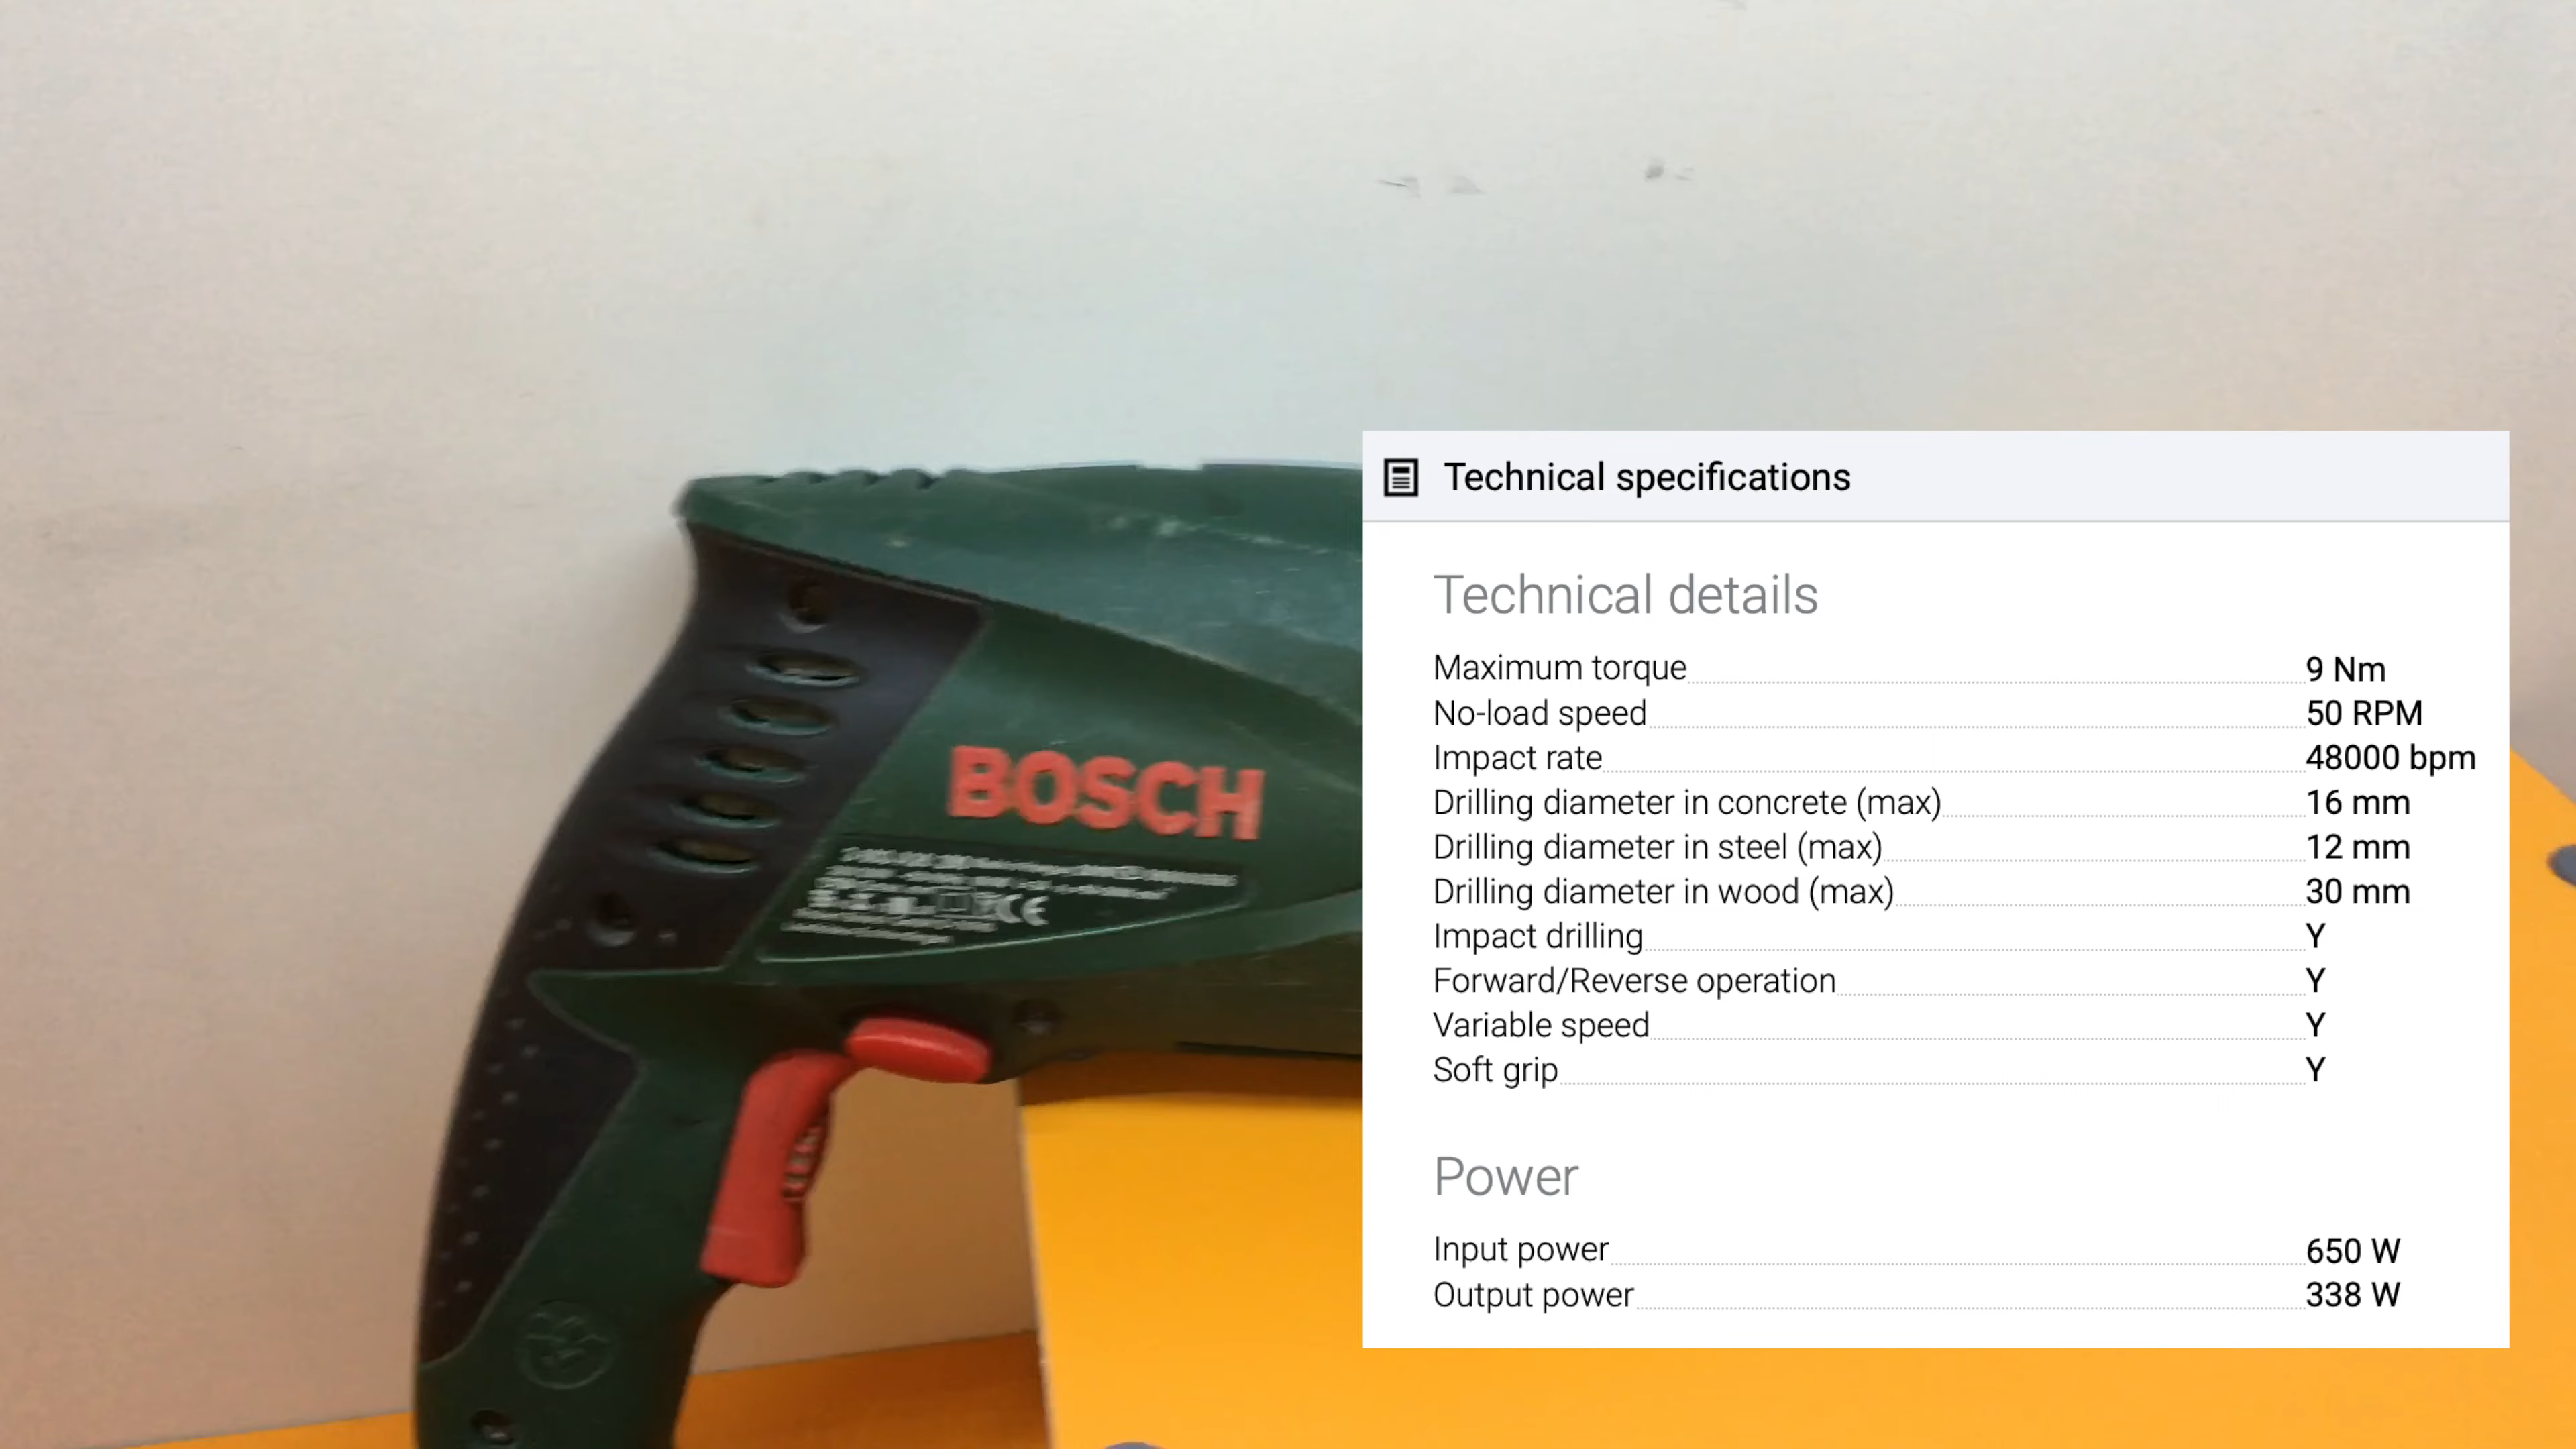 BOSCH
CE
Technical specifications
Technical details
Maximum torque 9 Nm
No-load speed 50 RPM
Impact rate 48000 bpm
Drilling diameter in concrete (max) 16 mm
Drilling diameter in steel (max) 12 mm
Drilling diameter in wood (max) 30 mm
Impact drilling Y
Forward/Reverse operation Y
Variable speed Y
Soft grip Y
Power
Input power 650 W
Output power 338 W